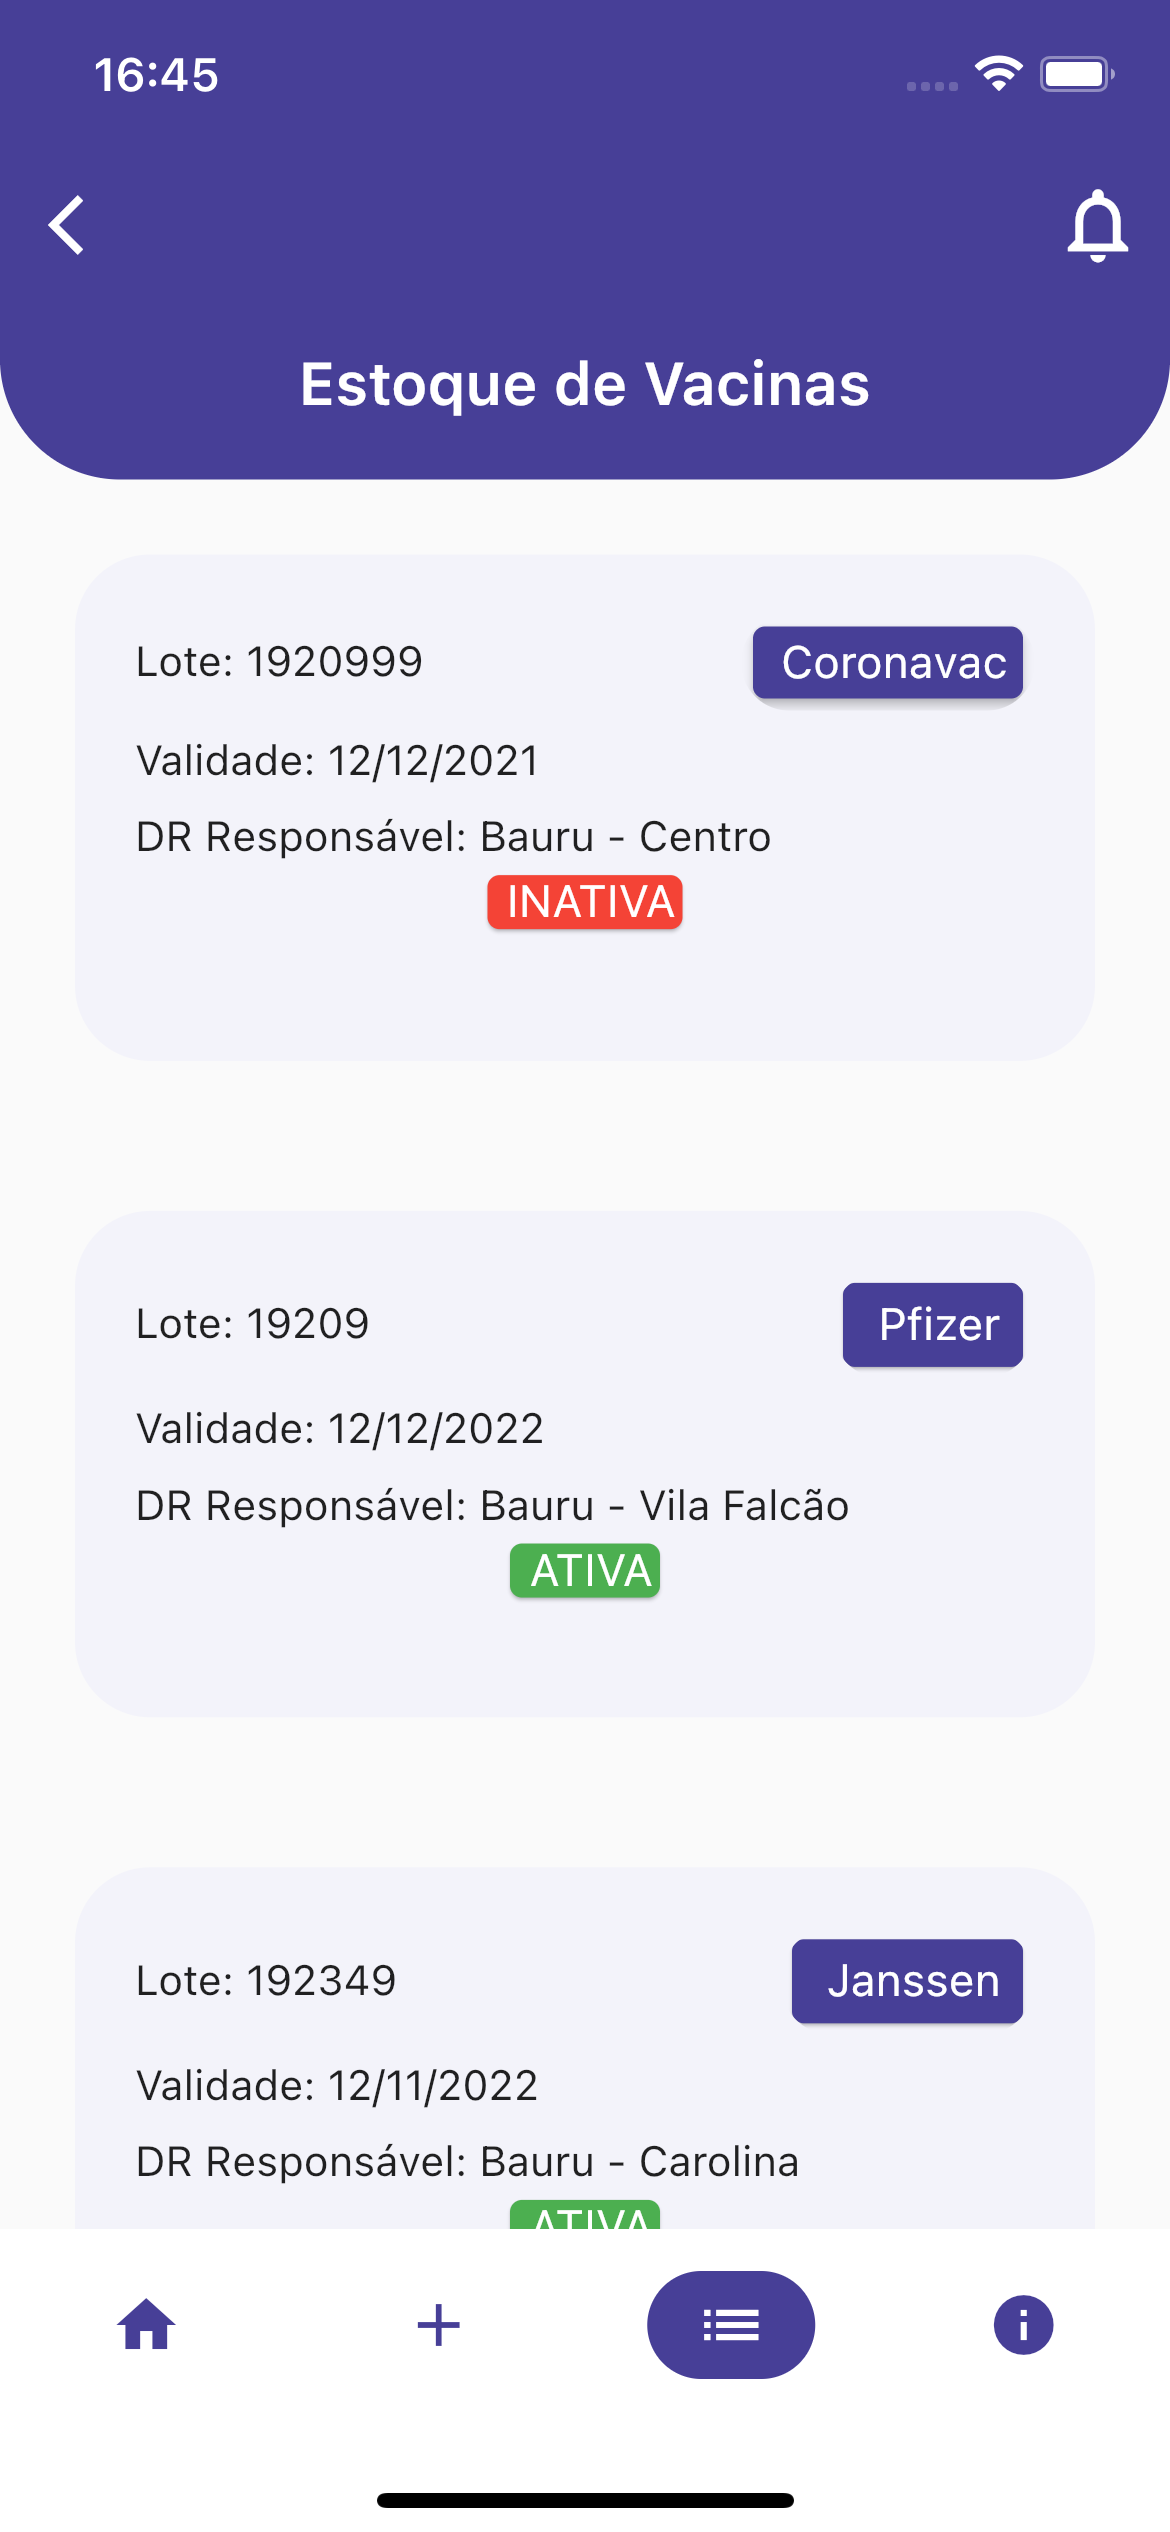 16:45
Estoque de Vacinas
Lote: 1920999
Coronavac
Validade: 12/12/2021
DR Responsável: Bauru - Centro
INATIVA
Lote: 19209
Pfizer
Validade: 12/12/2022
DR Responsável: Bauru - Vila Falcão
ATIVA
Lote: 192349
Janssen
Validade: 12/11/2022
DR Responsável: Bauru - Carolina
ATIVA